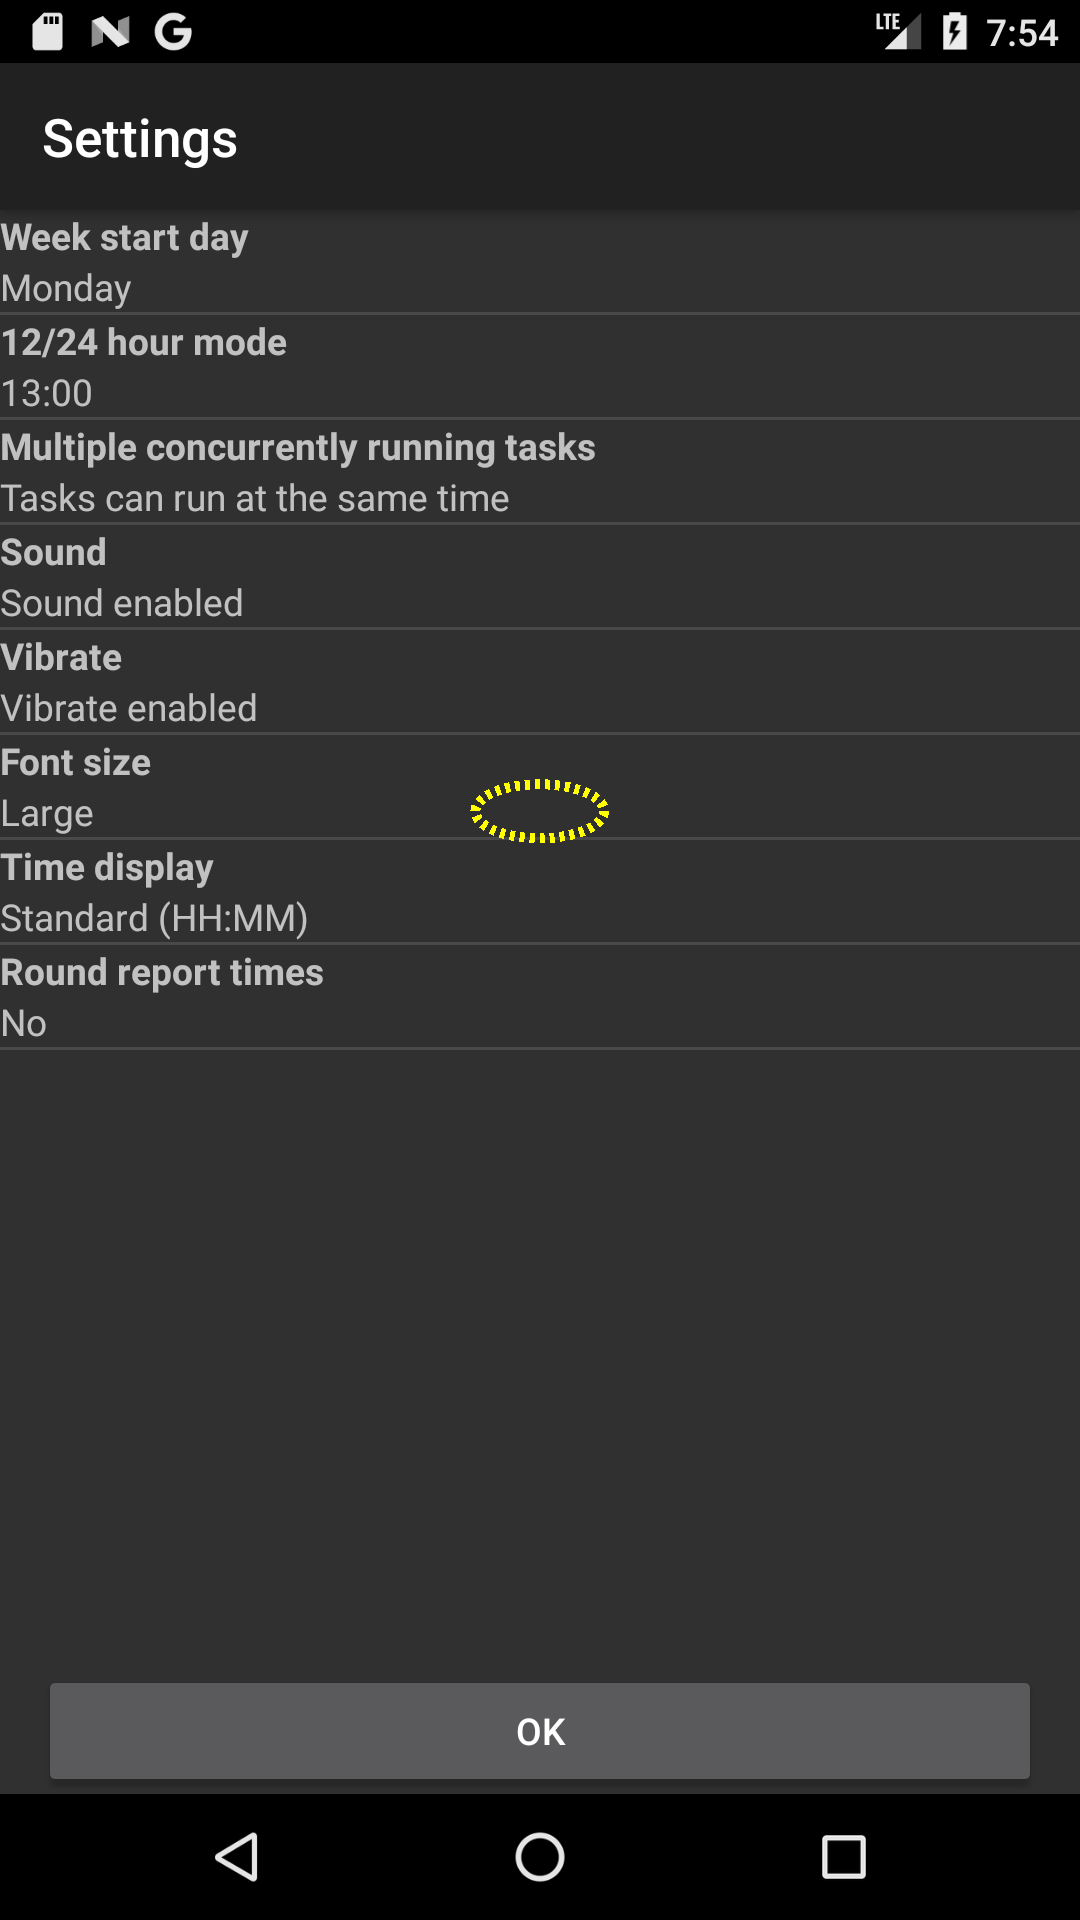 LTE 7:54
Settings
Week start day
Monday
12/24 hour mode
13:00
Multiple concurrently running tasks
Tasks can run at the same time
Sound
Sound enabled
Vibrate
Vibrate enabled
Font size
Large
Time display
Standard (HH:MM)
Round report times
No
OK